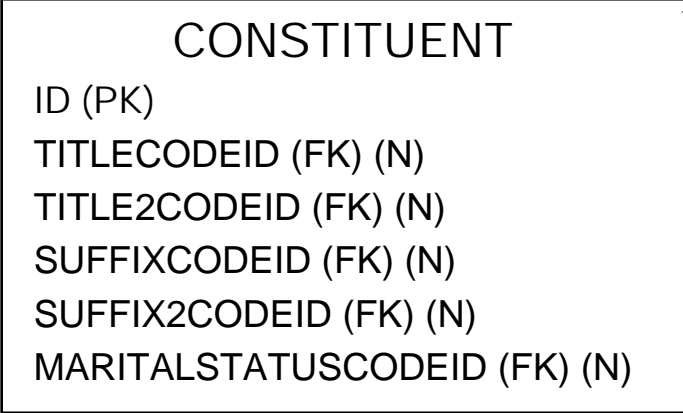 CONSTITUENT
ID (PK)
TITLECODEID (FK) (N)
TITLE2CODEID (FK) (N)
SUFFIXCODEID (FK) (N)
SUFFIX2CODEID (FK) (N)
MARITALSTATUSCODEID (FK) (N)